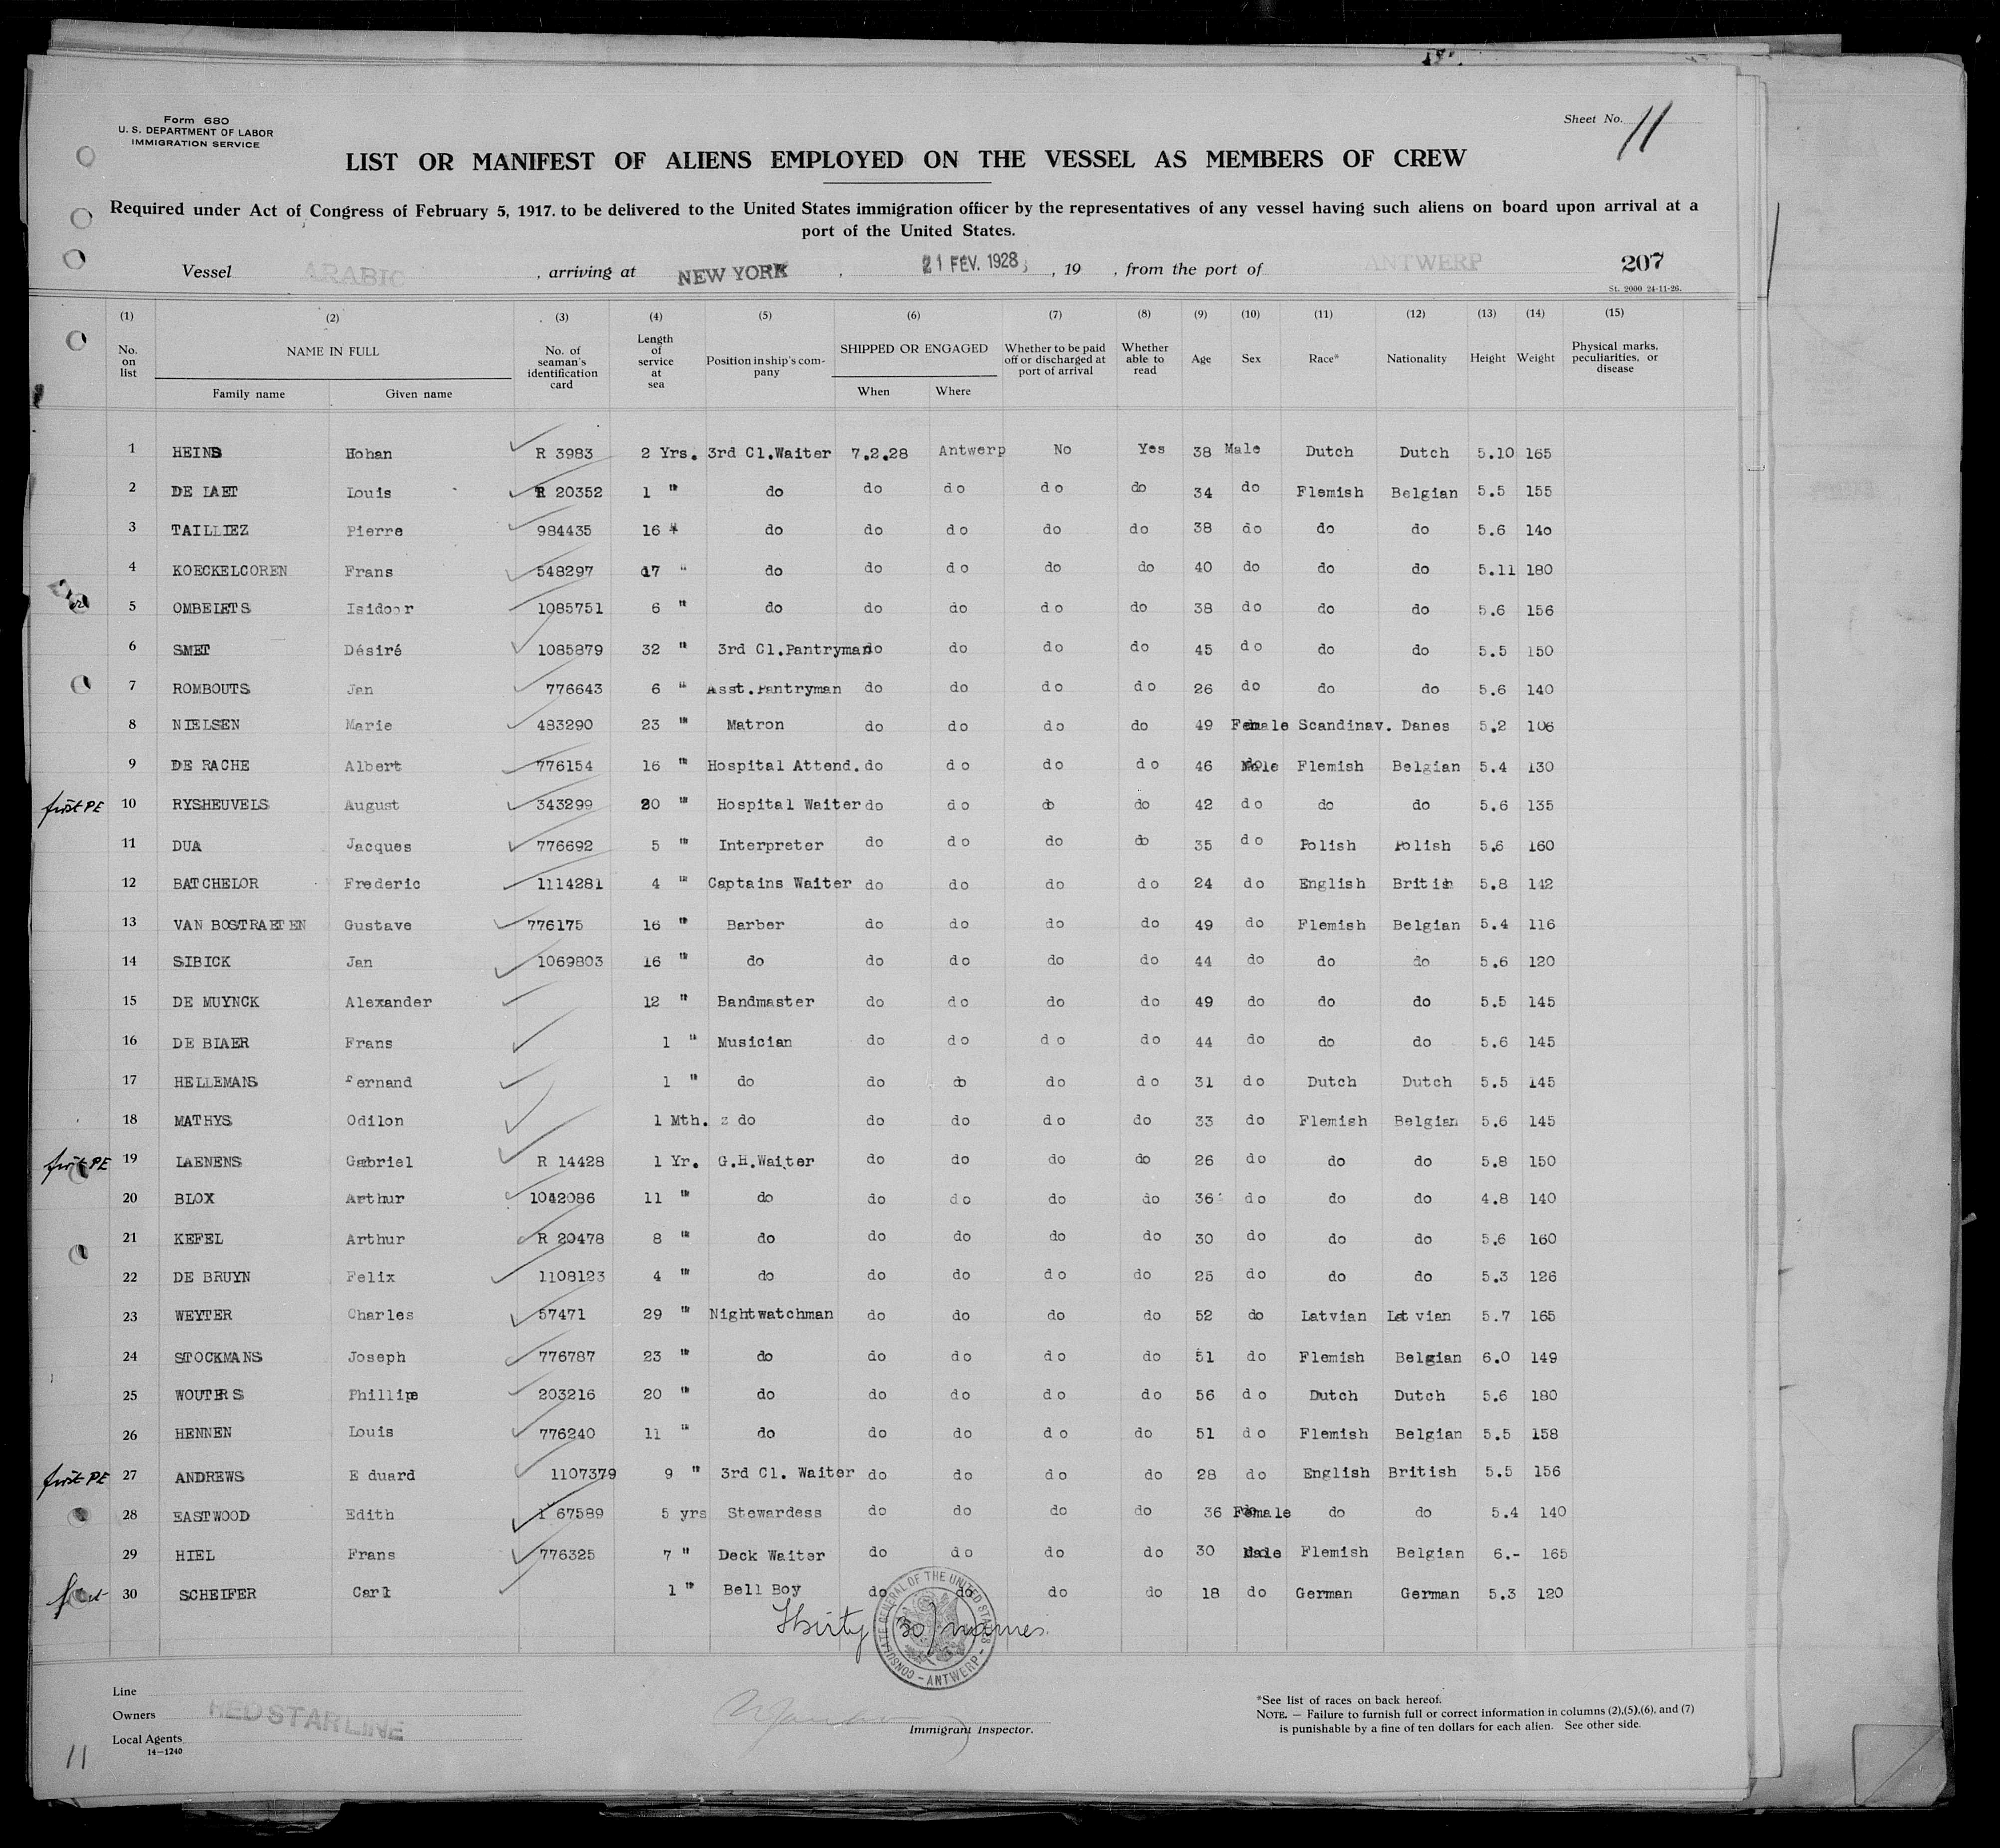 Form 680
U. S. DEPARTMENT OF LABOR
IMMIGRATION SERVICE
Sheet No. 11
LIST OR MANIFEST OF ALIENS EMPLOYED ON THE VESSEL AS MEMBERS OF CREW
Required under Act of Congress of February 5, 1917. to be delivered to the United States immigration officer by the representatives of any vessel having such aliens on board upon arrival at a
port of the United States.
Vessel ARABIC , arriving at NEW YORK , 21 FEV. 1928 , 19 , from the port of ANTWERP 207
St. 2000 24-11-26.
(1) (2) (3) (4) (5) (6) (7) (8) (9) (10) (11) (12) (13) (14) (15)
No. on list NAME IN FULL Family name Given name No. of seaman's identification card Length of service at sea Position in ship's company SHIPPED OR ENGAGED When Where Whether to be paid off or discharged at port of arrival Whether able to read Age Sex Race* Nationality Height Weight Physical marks, peculiarities, or disease
1 HEINS Hohan R 3983 2 Yrs. 3rd Cl.Waiter 7.2.28 Antwerp No Yes 38 Male Dutch Dutch 5.10 165
2 DE LAET Louis R 20352 1 " do do do do do 34 do Flemish Belgian 5.5 155
3 TAILLIEZ Pierre 984435 16 " do do do do do 38 do do do 5.6 140
4 KOECKELCOREN Frans 548297 17 " do do do do do 40 do do do 5.11 180
5 OMBELETS Isidoor 1085751 6 " do do do do do 38 do do do 5.6 156
6 SMET Désiré 1085879 32 " 3rd Cl.Pantryman do do do do 45 do do do 5.5 150
7 ROMBOUTS Jan 776643 6 " Asst.Pantryman do do do do 26 do do do 5.6 140
8 NIELSEN Marie 483290 23 " Matron do do do do 49 Female Scandinav. Danes 5.2 106
9 DE RACHE Albert 776154 16 " Hospital Attend. do do do do 46 Male Flemish Belgian 5.4 130
first PE 10 RYSHEUVELS August 343299 20 " Hospital Waiter do do do do 42 do do do 5.6 135
11 DUA Jacques 776692 5 " Interpreter do do do do 35 do Polish Polish 5.6 160
12 BATCHELOR Frederic 1114281 4 " Captains Waiter do do do do 24 do English British 5.8 142
13 VAN BOSTRAETEN Gustave 776175 16 " Barber do do do do 49 do Flemish Belgian 5.4 116
14 SIBICK Jan 1069803 16 " do do do do do 44 do do do 5.6 120
15 DE MUYNCK Alexander 12 " Bandmaster do do do do 49 do do do 5.5 145
16 DE BLAER Frans 1 " Musician do do do do 44 do do do 5.6 145
17 HELLEMANS Fernand 1 " do do do do do 31 do Dutch Dutch 5.5 145
18 MATHYS Odilon 1 Mth. do do do do do 33 do Flemish Belgian 5.6 145
first PE 19 LAENENS Gabriel R 14428 1 Yr. G.H.Waiter do do do do 26 do do do 5.8 150
20 BLOX Arthur 1042086 11 " do do do do do 36 do do do 4.8 140
21 KEFEL Arthur R 20478 8 " do do do do do 30 do do do 5.6 160
22 DE BRUYN Felix 1108123 4 " do do do do do 25 do do do 5.3 126
23 WEYTER Charles 57471 29 " Nightwatchman do do do do 52 do Latvian Latvian 5.7 165
24 STOCKMANS Joseph 776787 23 " do do do do do 51 do Flemish Belgian 6.0 149
25 WOUTERS Phillipe 203216 20 " do do do do do 56 do Dutch Dutch 5.6 180
26 HENNEN Louis 776240 11 " do do do do do 51 do Flemish Belgian 5.5 158
first PE 27 ANDREWS Eduard 1107379 9 " 3rd Cl. Waiter do do do do 28 do English British 5.5 156
28 EASTWOOD Edith 67589 5 yrs Stewardess do do do do 36 Female do do 5.4 140
29 HIEL Frans 776325 7 " Deck Waiter do do do do 30 Male Flemish Belgian 6.- 165
first 30 SCHEIFER Carl 1 " Bell Boy do do do do 18 do German German 5.3 120
Thirty (30) names.
CONSULATE GENERAL OF THE UNITED STATES - ANTWERP -
Line
Owners RED STAR LINE
Local Agents
14-1240
Immigrant Inspector.
*See list of races on back hereof.
NOTE. — Failure to furnish full or correct information in columns (2),(5),(6), and (7)
is punishable by a fine of ten dollars for each alien. See other side.
11